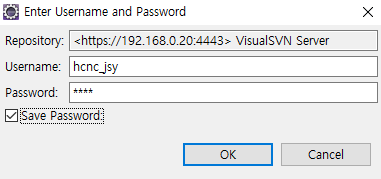 Enter Username and Password
Repository: <https://192.168.0.20:4443> VisualSVN Server
Username: hcnc_jsy
Password: ****
Save Password
OK Cancel